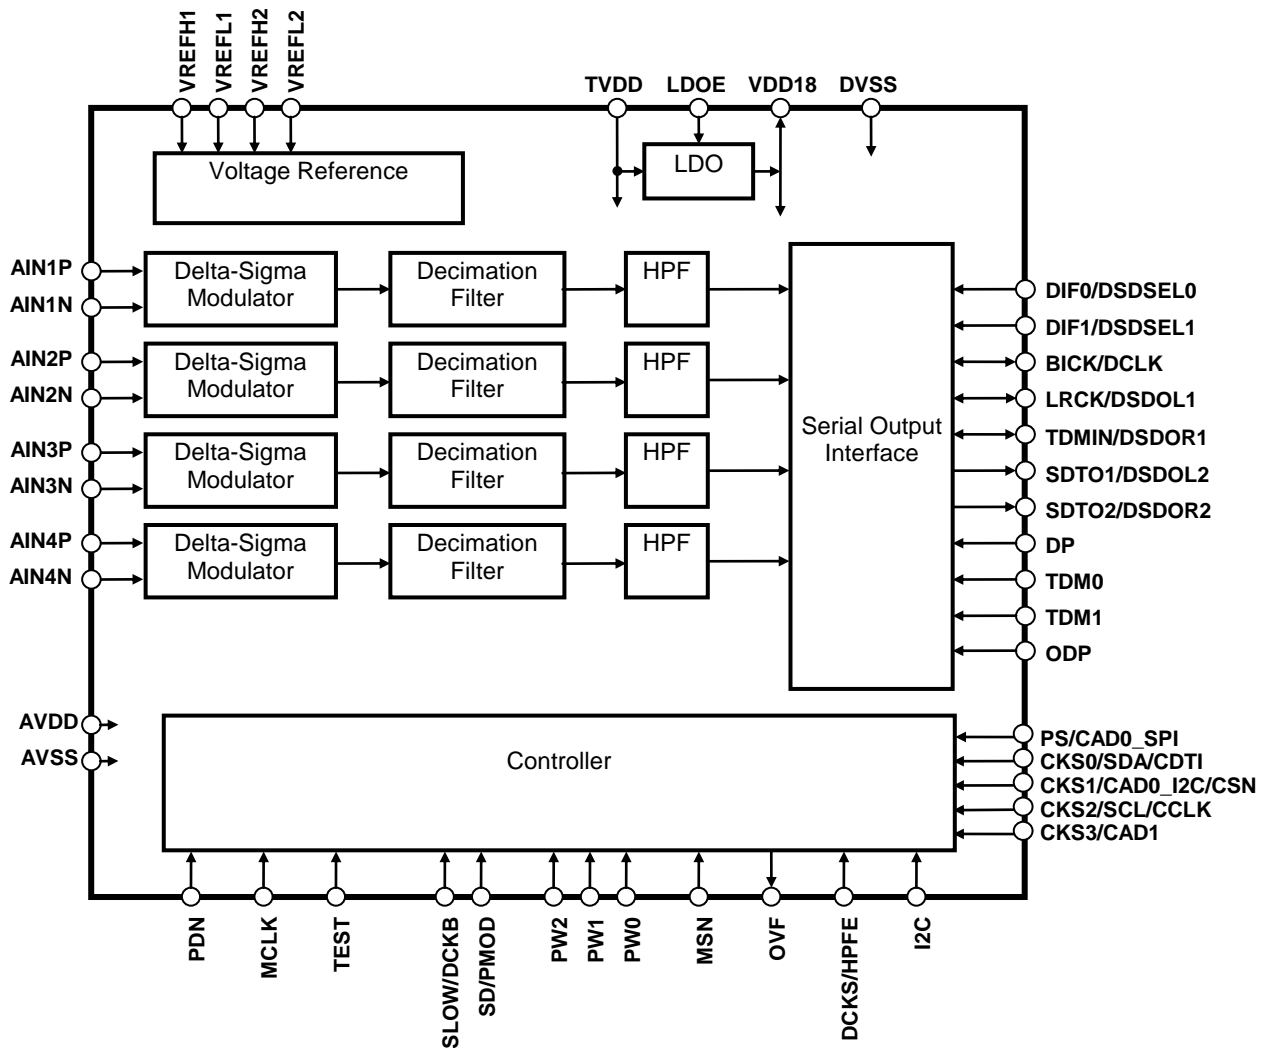 VREFH1
VREFL1
VREFH2
VREFL2
TVDD
LDOE
VDD18
DVSS
Voltage Reference
LDO
AIN1P
AIN1N
Delta-Sigma
Modulator
Decimation
Filter
HPF
AIN2P
AIN2N
Delta-Sigma
Modulator
Decimation
Filter
HPF
AIN3P
AIN3N
Delta-Sigma
Modulator
Decimation
Filter
HPF
AIN4P
AIN4N
Delta-Sigma
Modulator
Decimation
Filter
HPF
Serial Output
Interface
DIF0/DSDSEL0
DIF1/DSDSEL1
BICK/DCLK
LRCK/DSDOL1
TDMIN/DSDOR1
SDTO1/DSDOL2
SDTO2/DSDOR2
DP
TDM0
TDM1
ODP
AVDD
AVSS
Controller
PS/CAD0_SPI
CKS0/SDA/CDTI
CKS1/CAD0_I2C/CSN
CKS2/SCL/CCLK
CKS3/CAD1
PDN
MCLK
TEST
SLOW/DCKB
SD/PMOD
PW2
PW1
PW0
MSN
OVF
DCKS/HPFE
I2C